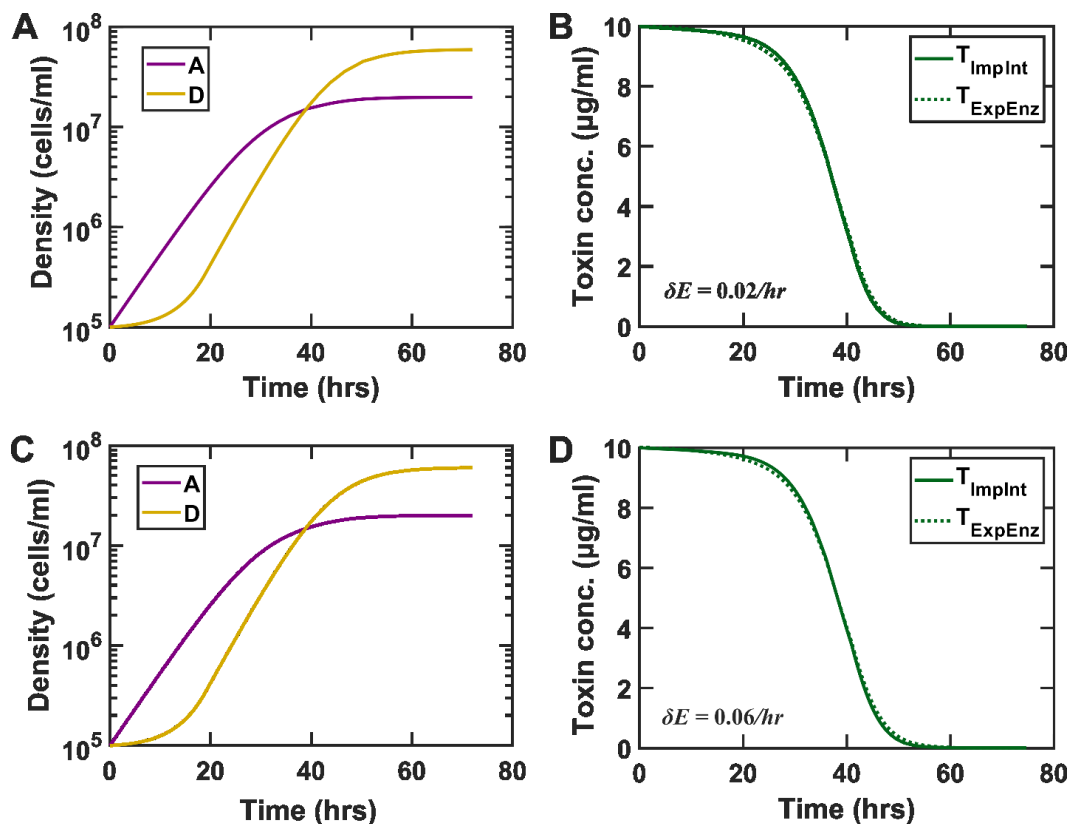 A
10^8
10^7
10^6
10^5
Density (cells/ml)
A
D
0 20 40 60 80
Time (hrs)
B
10
8
6
4
2
0
Toxin conc. (μg/ml)
T_ImpInt
T_ExpEnz
δE = 0.02/hr
0 20 40 60 80
Time (hrs)
C
10^8
10^7
10^6
10^5
Density (cells/ml)
A
D
0 20 40 60 80
Time (hrs)
D
10
8
6
4
2
0
Toxin conc. (μg/ml)
T_ImpInt
T_ExpEnz
δE = 0.06/hr
0 20 40 60 80
Time (hrs)